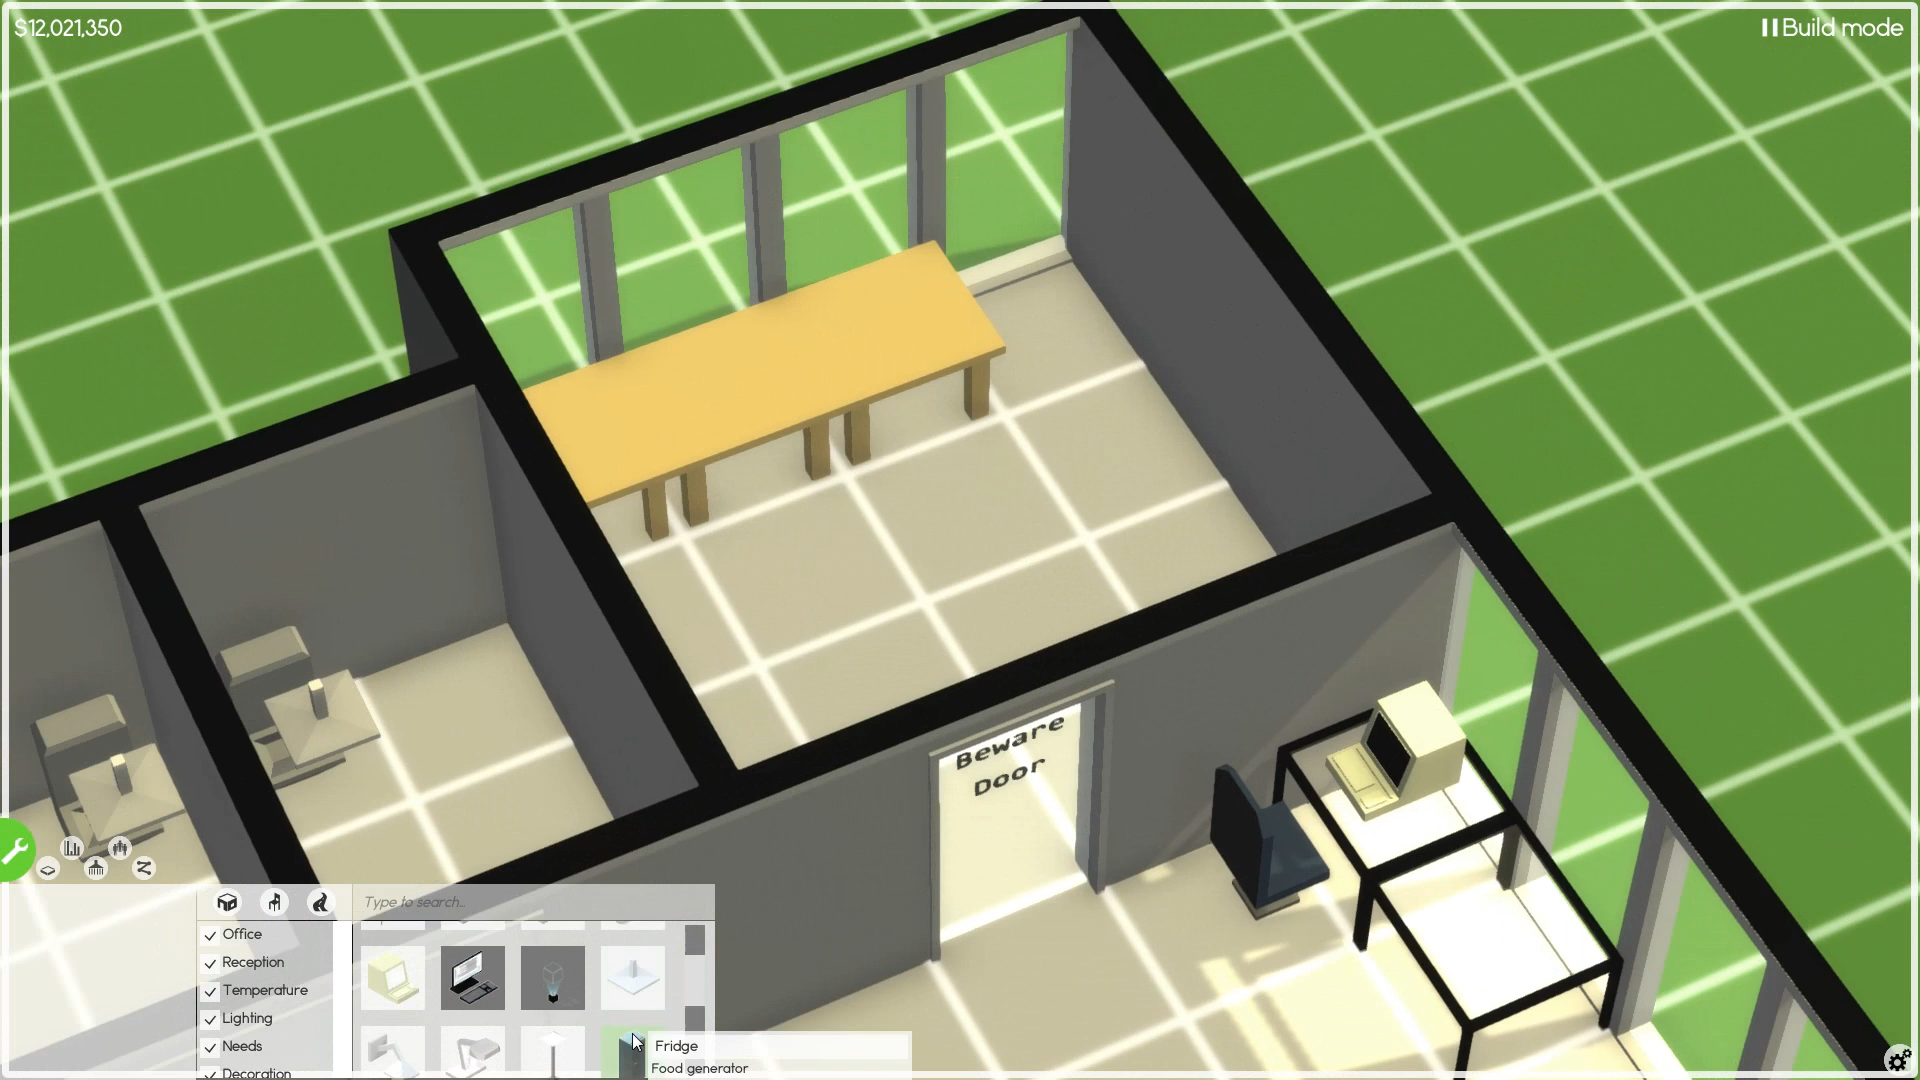 $12,021,350
Build mode
Beware
Door
Type to search...
Office
Reception
Temperature
Lighting
Needs
Decoration
Fridge
Food generator